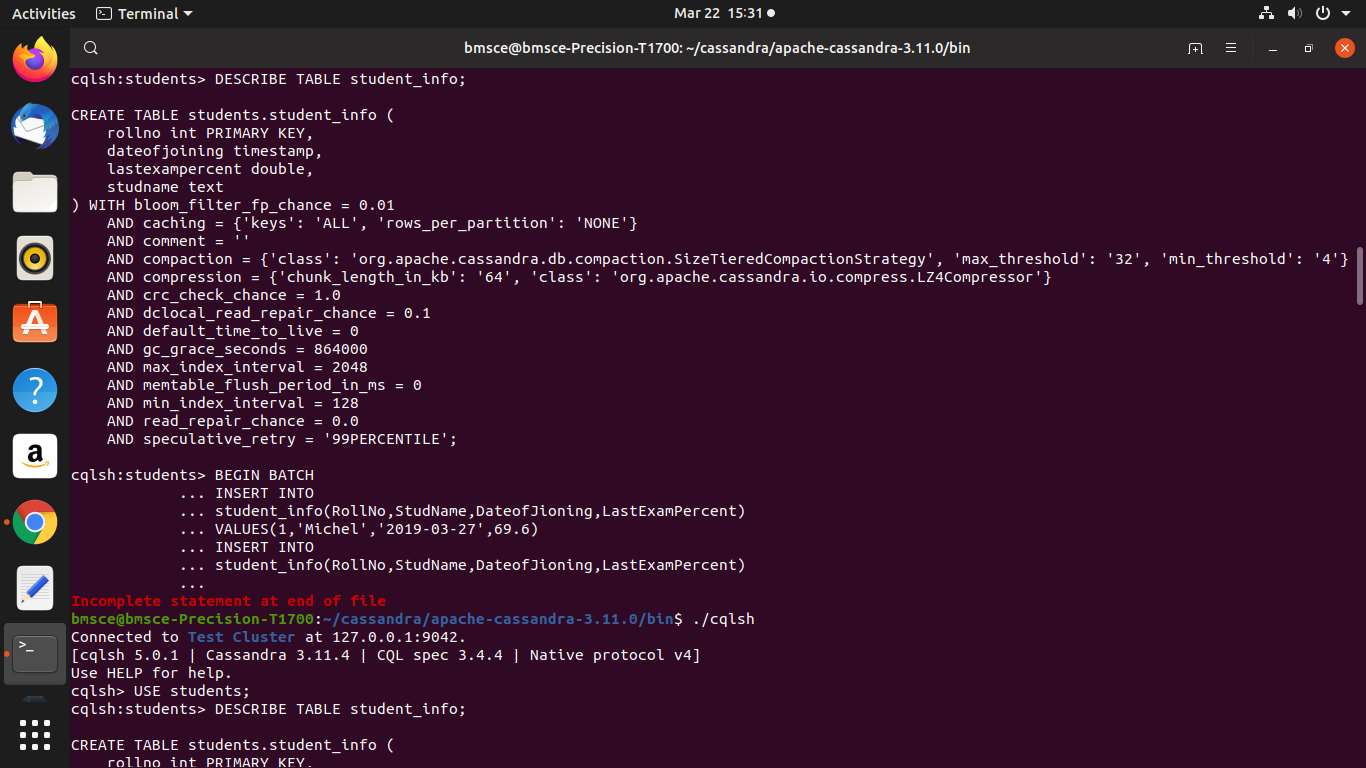 Activities
Terminal
Mar 22 15:31
bmsce@bmsce-Precision-T1700: ~/cassandra/apache-cassandra-3.11.0/bin
cqlsh:students> DESCRIBE TABLE student_info;
CREATE TABLE students.student_info (
    rollno int PRIMARY KEY,
    dateofjoining timestamp,
    lastexampercent double,
    studname text
) WITH bloom_filter_fp_chance = 0.01
    AND caching = {'keys': 'ALL', 'rows_per_partition': 'NONE'}
    AND comment = ''
    AND compaction = {'class': 'org.apache.cassandra.db.compaction.SizeTieredCompactionStrategy', 'max_threshold': '32', 'min_threshold': '4'}
    AND compression = {'chunk_length_in_kb': '64', 'class': 'org.apache.cassandra.io.compress.LZ4Compressor'}
    AND crc_check_chance = 1.0
    AND dclocal_read_repair_chance = 0.1
    AND default_time_to_live = 0
    AND gc_grace_seconds = 864000
    AND max_index_interval = 2048
    AND memtable_flush_period_in_ms = 0
    AND min_index_interval = 128
    AND read_repair_chance = 0.0
    AND speculative_retry = '99PERCENTILE';
cqlsh:students> BEGIN BATCH
            ... INSERT INTO
            ... student_info(RollNo,StudName,DateofJioning,LastExamPercent)
            ... VALUES(1,'Michel','2019-03-27',69.6)
            ... INSERT INTO
            ... student_info(RollNo,StudName,DateofJioning,LastExamPercent)
            ...
Incomplete statement at end of file
bmsce@bmsce-Precision-T1700:~/cassandra/apache-cassandra-3.11.0/bin$ ./cqlsh
Connected to Test Cluster at 127.0.0.1:9042.
[cqlsh 5.0.1 | Cassandra 3.11.4 | CQL spec 3.4.4 | Native protocol v4]
Use HELP for help.
cqlsh> USE students;
cqlsh:students> DESCRIBE TABLE student_info;
CREATE TABLE students.student_info (
    rollno int PRIMARY KEY,